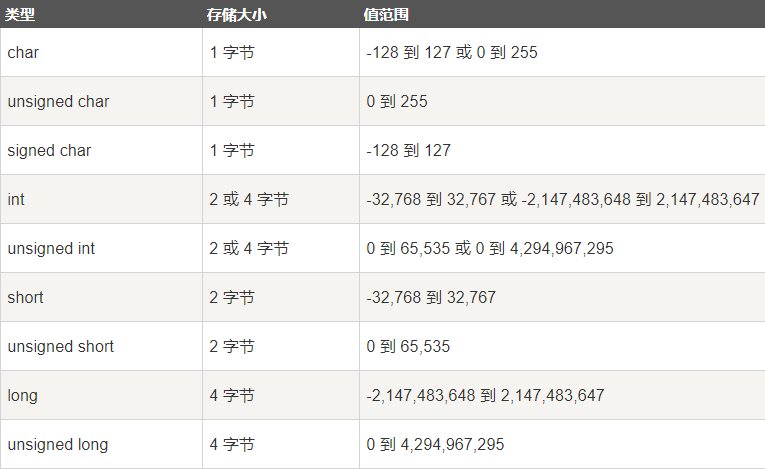 类型 存储大小 值范围
char 1 字节 -128 到 127 或 0 到 255
unsigned char 1 字节 0 到 255
signed char 1 字节 -128 到 127
int 2 或 4 字节 -32,768 到 32,767 或 -2,147,483,648 到 2,147,483,647
unsigned int 2 或 4 字节 0 到 65,535 或 0 到 4,294,967,295
short 2 字节 -32,768 到 32,767
unsigned short 2 字节 0 到 65,535
long 4 字节 -2,147,483,648 到 2,147,483,647
unsigned long 4 字节 0 到 4,294,967,295